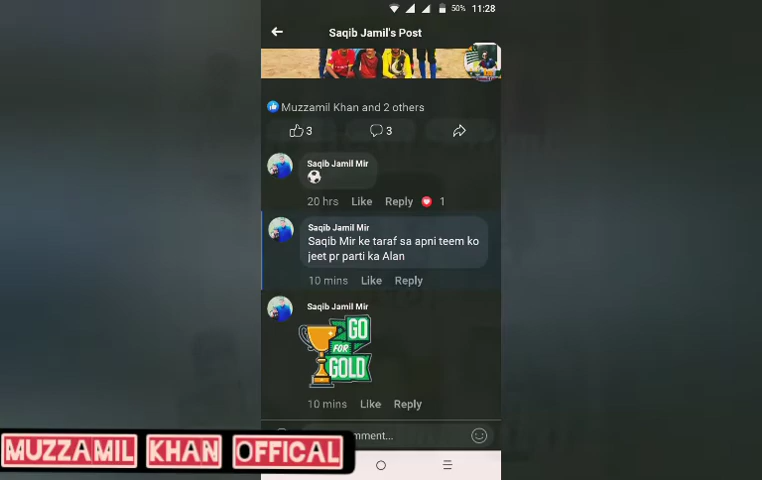 50% 11:28
Saqib Jamil's Post
Muzzamil Khan and 2 others
3 3
Saqib Jamil Mir
20 hrs Like Reply 1
Saqib Jamil Mir
Saqib Mir ke taraf sa apni teem ko
jeet pr parti ka Alan
10 mins Like Reply
Saqib Jamil Mir
GO
FOR
GOLD
10 mins Like Reply
omment...
MUZZAMIL KHAN OFFICAL